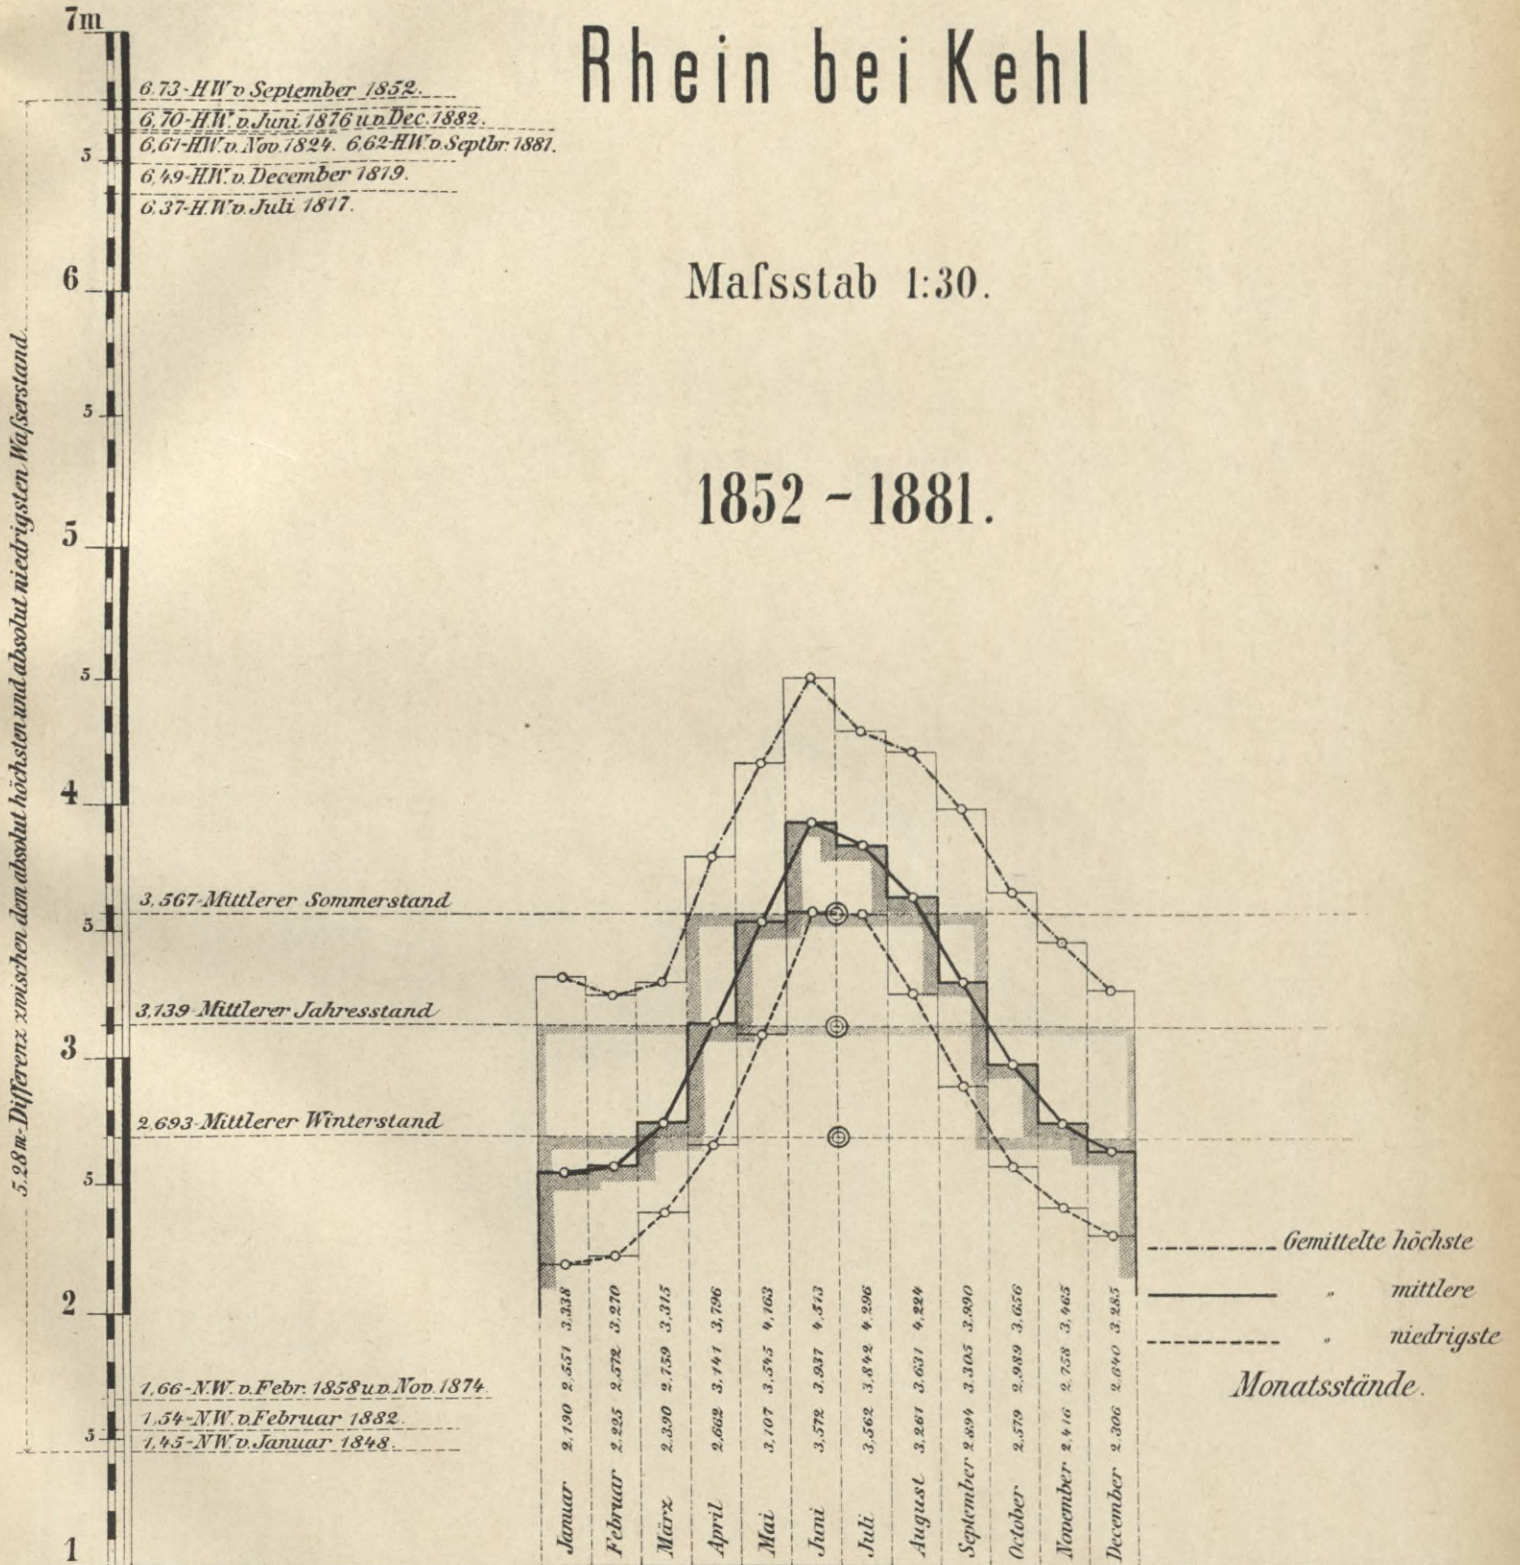 Rhein bei Kehl
Maſsstab 1:30.
1852 - 1881.
7m
6,73-HW v September 1852.
6,70-H.W. v. Juni 1876 u v. Dec. 1882.
5
6,61-HW. v. Nov. 1824. 6,62-HW. v. Septbr. 1881.
6,49-H.W. v. December 1819.
6,37-H.W. v. Juli 1817.
6
5
5
5
4
3,567-Mittlerer Sommerstand
5
3,139-Mittlerer Jahresstand
3
2,693-Mittlerer Winterstand
5
2
1,66-N.W. v. Febr. 1858 u v. Nov. 1874.
1,54-N.W. v. Februar 1882.
5
1,45-NW v. Januar 1848.
1
5.28 m-Differenz zwischen dem absolut höchsten und absolut niedrigsten Waßerstand.
Januar 2,190 2,551 3,338
Februar 2,225 2,572 3,270
März 2,390 2,759 3,315
April 2,662 3,141 3,796
Mai 3,107 3,545 4,163
Juni 3,572 3,937 4,513
Juli 3,562 3,842 4,296
August 3,261 3,631 4,224
September 2,894 3,305 3,990
October 2,579 2,989 3,656
November 2,416 2,758 3,465
December 2,306 2,640 3,285
Gemittelte höchste
" mittlere
" niedrigste
Monatsstände.